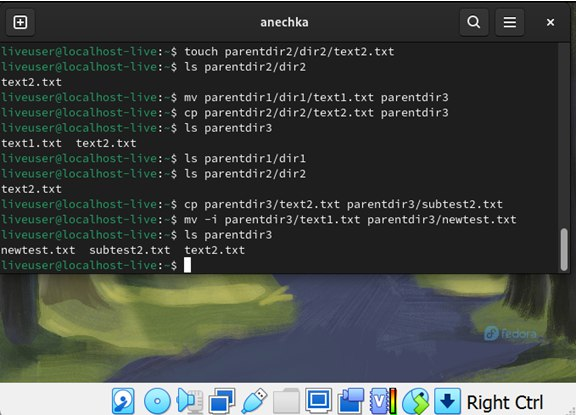 anechka
liveuser@localhost-live:~$ touch parentdir2/dir2/text2.txt
liveuser@localhost-live:~$ ls parentdir2/dir2
text2.txt
liveuser@localhost-live:~$ mv parentdir1/dir1/text1.txt parentdir3
liveuser@localhost-live:~$ cp parentdir2/dir2/text2.txt parentdir3
liveuser@localhost-live:~$ ls parentdir3
text1.txt  text2.txt
liveuser@localhost-live:~$ ls parentdir1/dir1
liveuser@localhost-live:~$ ls parentdir2/dir2
text2.txt
liveuser@localhost-live:~$ cp parentdir3/text2.txt parentdir3/subtest2.txt
liveuser@localhost-live:~$ mv -i parentdir3/text1.txt parentdir3/newtest.txt
liveuser@localhost-live:~$ ls parentdir3
newtest.txt  subtest2.txt  text2.txt
liveuser@localhost-live:~$
fedora
Right Ctrl